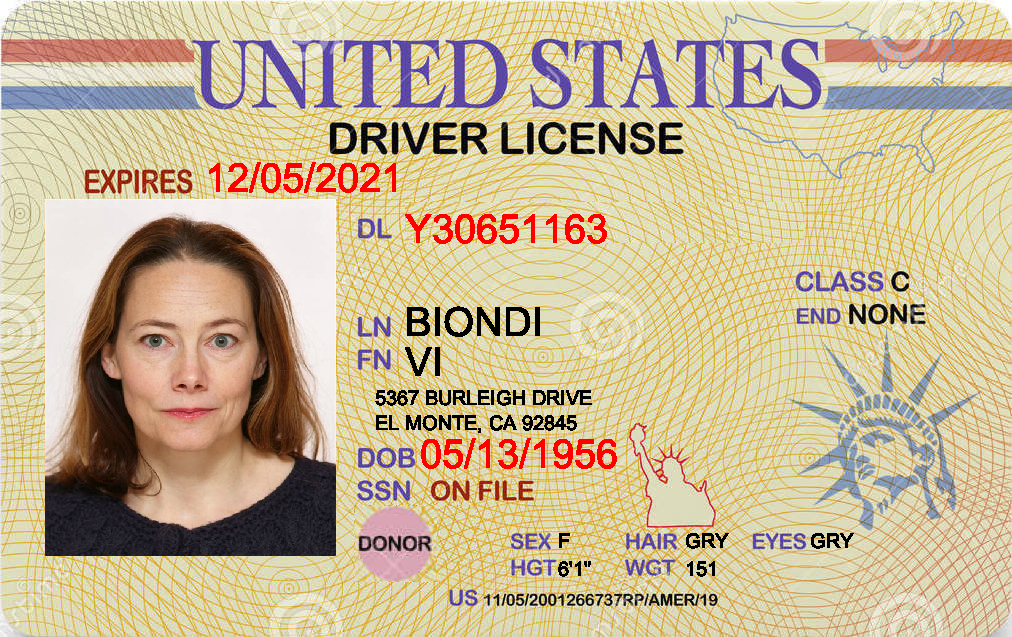 UNITED STATES
DRIVER LICENSE
EXPIRES 12/05/2021
DL Y30651163
CLASS C
END NONE
LN BIONDI
FN VI
5367 BURLEIGH DRIVE
EL MONTE, CA 92845
DOB 05/13/1956
SSN ON FILE
DONOR
SEX F HAIR GRY EYES GRY
HGT 6'1" WGT 151
US 11/05/2001266737RP/AMER/19